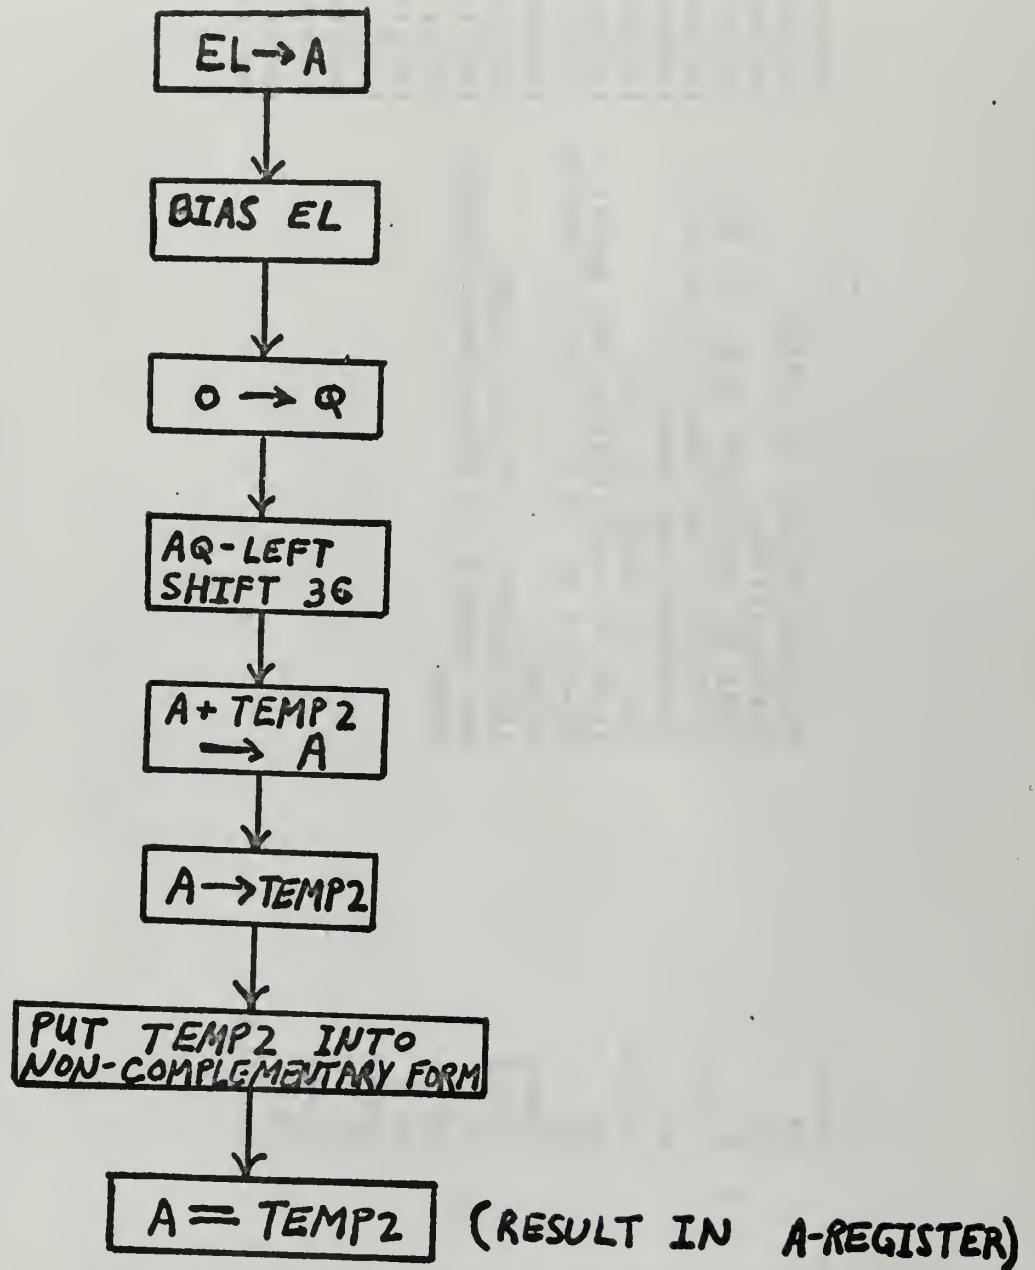 EL → A
BIAS EL
O → Q
AQ-LEFT
SHIFT 36
A + TEMP2
→ A
A → TEMP2
PUT TEMP2 INTO
NON-COMPLEMENTARY FORM
A = TEMP2 (RESULT IN A-REGISTER)